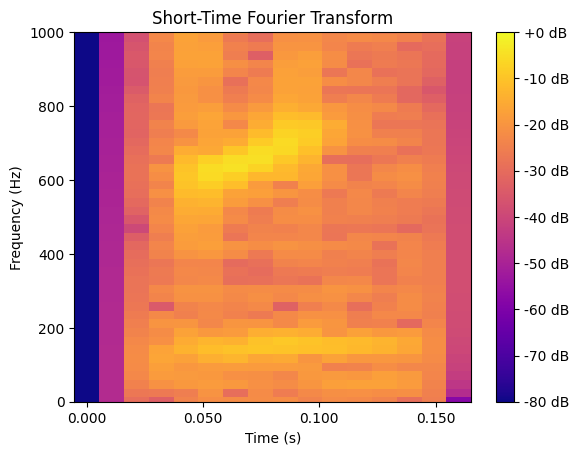 Short-Time Fourier Transform
1000
800
600
400
200
0
Frequency (Hz)
0.000
0.050
0.100
0.150
Time (s)
+0 dB
-10 dB
-20 dB
-30 dB
-40 dB
-50 dB
-60 dB
-70 dB
-80 dB